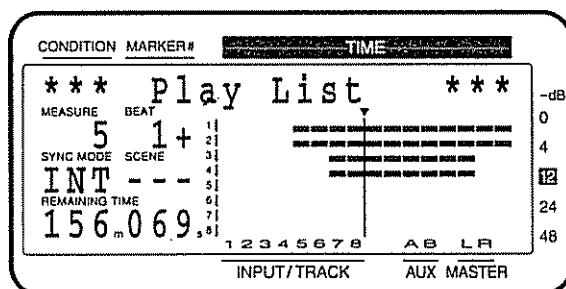 CONDITION MARKER# TIME
*** Play List ***
-dB
MEASURE BEAT
0
5 1+
1
2
3
4
5
6
7
8
4
SYNC MODE SCENE
INT ---
12
REMAINING TIME
24
156m069s
1 2 3 4 5 6 7 8 A B L R
48
INPUT/TRACK AUX MASTER